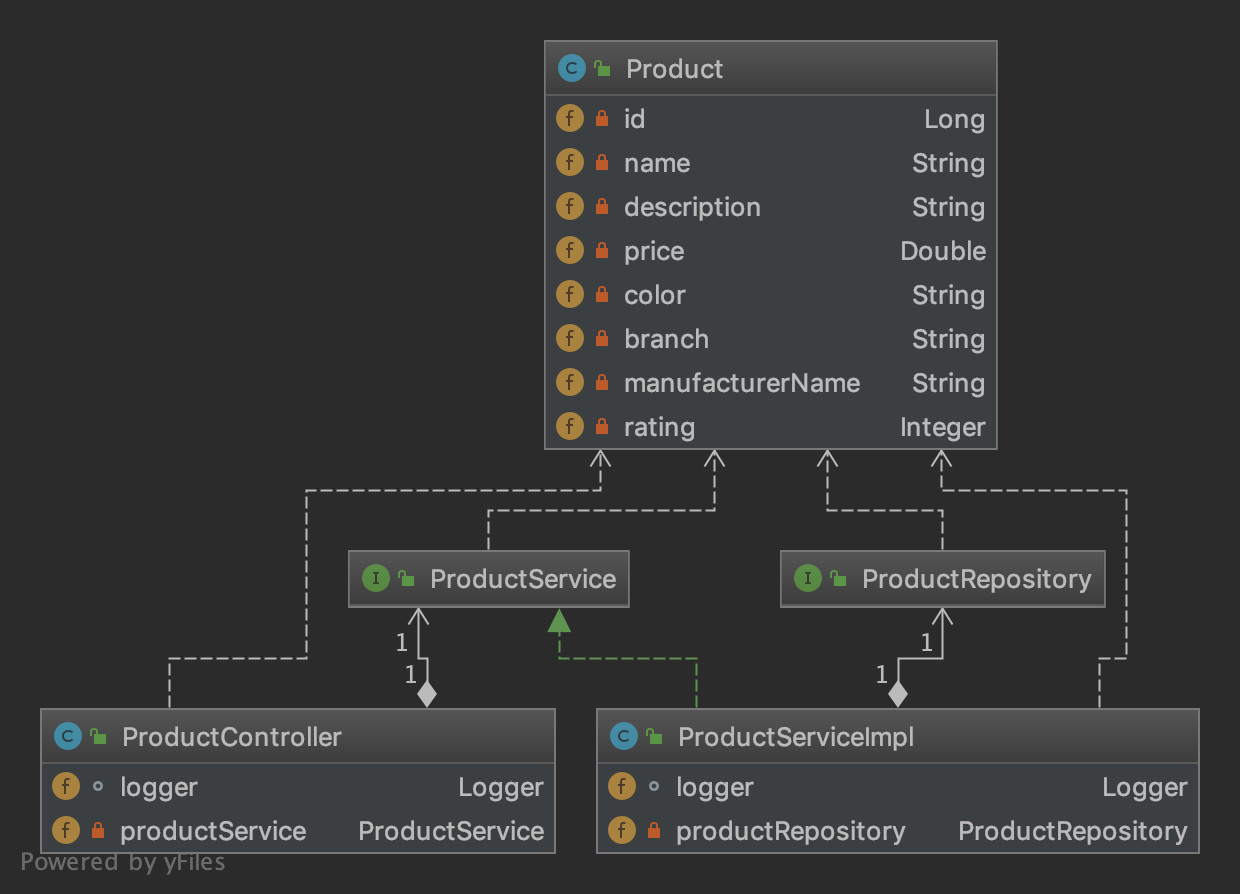 Product
id Long
name String
description String
price Double
color String
branch String
manufacturerName String
rating Integer
ProductService
ProductRepository
1
1
1
1
ProductController
logger Logger
productService ProductService
ProductServiceImpl
logger Logger
productRepository ProductRepository
Powered by yFiles